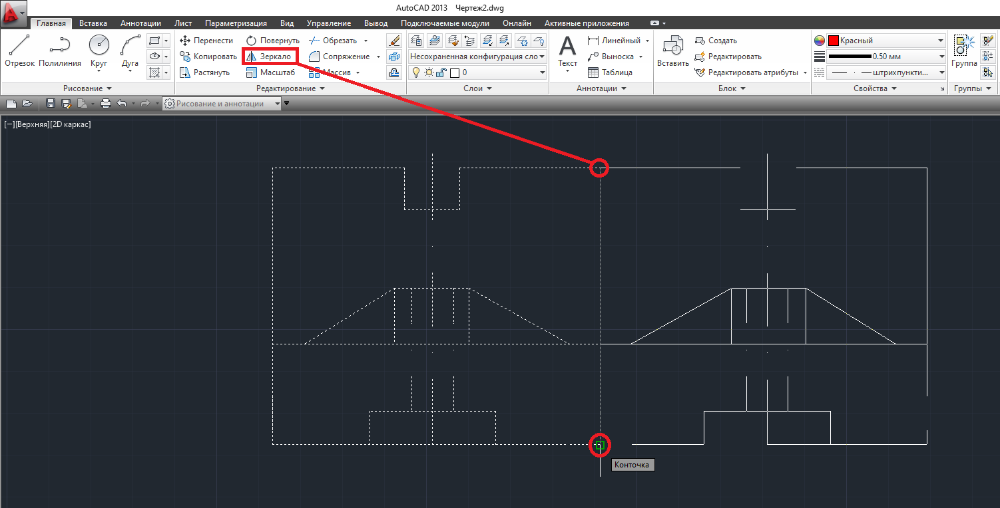 AutoCAD 2013 Чертеж2.dwg
Главная Вставка Аннотации Лист Параметризация Вид Управление Вывод Подключаемые модули Онлайн Активные приложения
Перенести Повернуть Обрезать Линейный Создать Красный
Копировать Зеркало Сопряжение Несохраненная конфигурация сло Выноска Редактировать 0.50 мм
Отрезок Полилиния Круг Дуга Текст Вставить Группа
Растянуть Масштаб Массив 0 Таблица Редактировать атрибуты штрихпункти...
Рисование Редактирование Слои Аннотации Блок Свойства Группы
Рисование и аннотации
[−][Верхняя][2D каркас]
Конточка